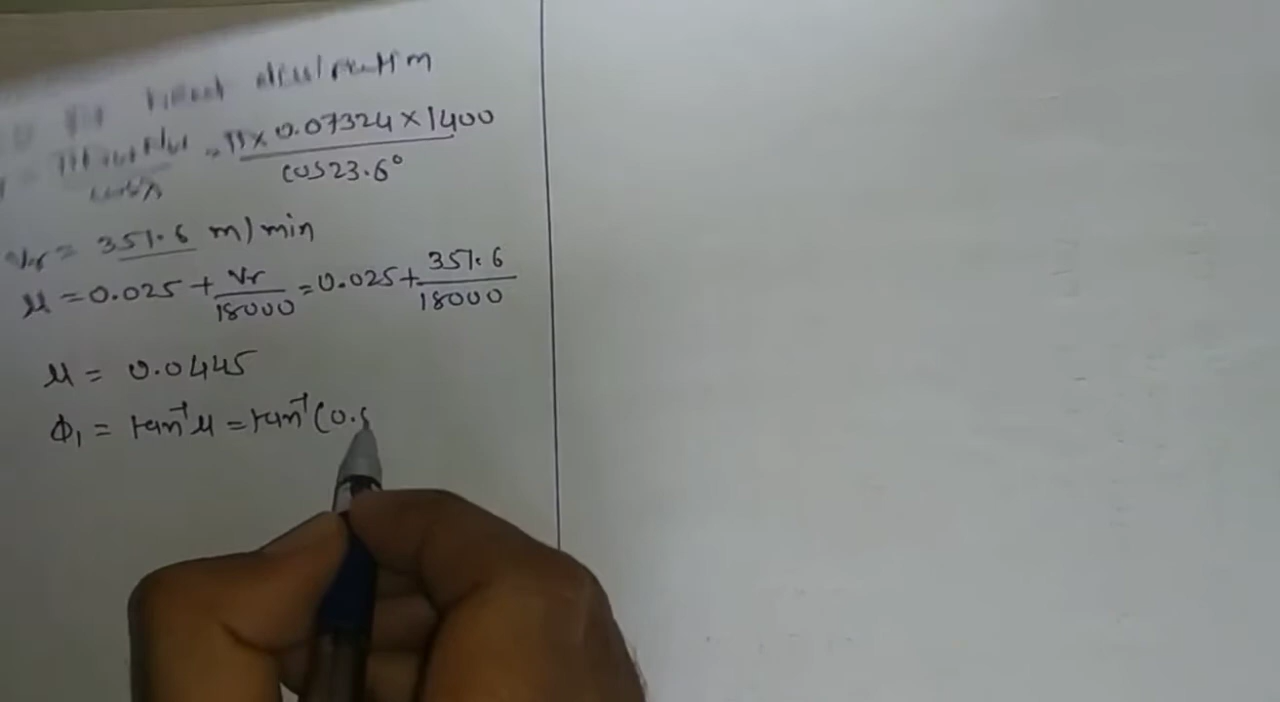 π × 0.07324 × 1400
cos 23.6°
Vr = 351.6 m/min
μ = 0.025 + Vr/18000 = 0.025 + 351.6/18000
μ = 0.0445
Φ₁ = tan⁻¹μ = tan⁻¹(0.